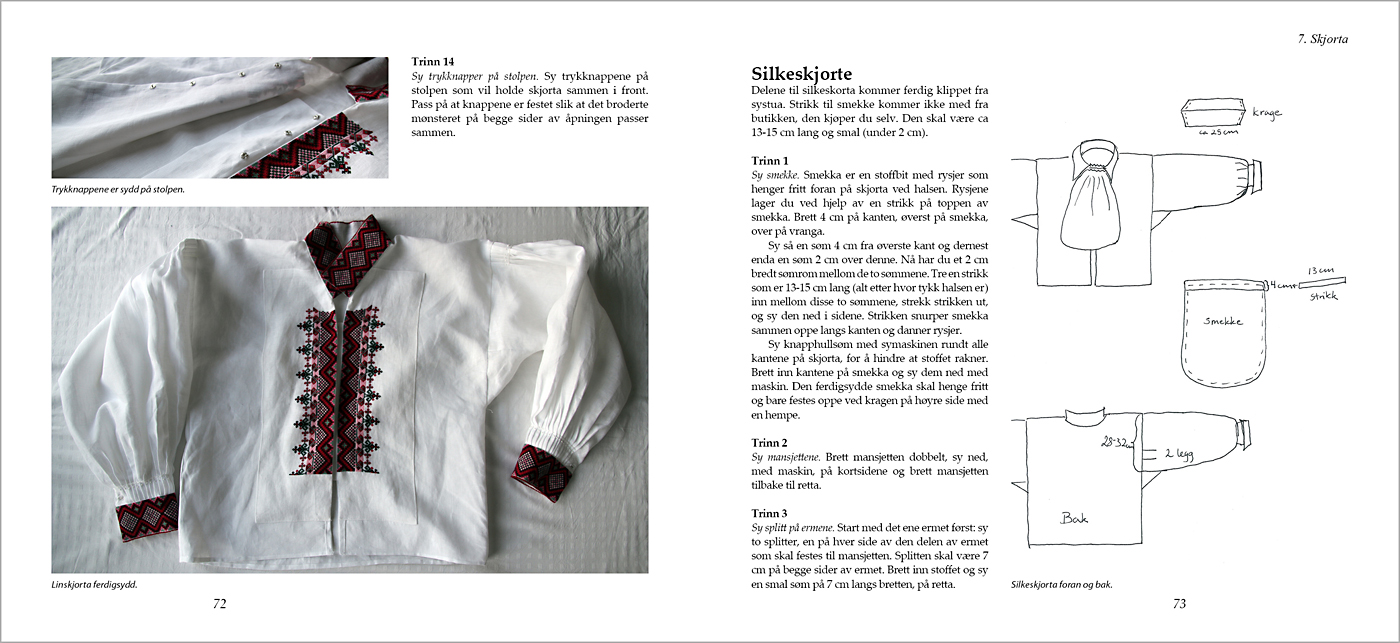 Trinn 14
Sy trykknapper på stolpen. Sy trykknappene på
stolpen som vil holde skjorta sammen i front.
Pass på at knappene er festet slik at det broderte
mønsteret på begge sider av åpningen passer
sammen.
Trykknappene er sydd på stolpen.
Linskjorta ferdigsydd.
72
7. Skjorta
Silkeskjorte
Delene til silkeskorta kommer ferdig klippet fra
systua. Strikk til smekke kommer ikke med fra
butikken, den kjøper du selv. Den skal være ca
13-15 cm lang og smal (under 2 cm).
Trinn 1
Sy smekke. Smekka er en stoffbit med rysjer som
henger fritt foran på skjorta ved halsen. Rysjene
lager du ved hjelp av en strikk på toppen av
smekka. Brett 4 cm på kanten, øverst på smekka,
over på vranga.
Sy så en søm 4 cm fra øverste kant og dernest
enda en søm 2 cm over denne. Nå har du et 2 cm
bredt sømrom mellom de to sømmene. Tre en strikk
som er 13-15 cm lang (alt etter hvor tykk halsen er)
inn mellom disse to sømmene, strekk strikken ut,
og sy den ned i sidene. Strikken snurper smekka
sammen oppe langs kanten og danner rysjer.
Sy knapphullsøm med symaskinen rundt alle
kantene på skjorta, for å hindre at stoffet rakner.
Brett inn kantene på smekka og sy dem ned med
maskin. Den ferdigsydde smekka skal henge fritt
og bare festes oppe ved kragen på høyre side med
en hempe.
Trinn 2
Sy mansjettene. Brett mansjetten dobbelt, sy ned,
med maskin, på kortsidene og brett mansjetten
tilbake til retta.
Trinn 3
Sy splitt på ermene. Start med det ene ermet først: sy
to splitter, en på hver side av den delen av ermet
som skal festes til mansjetten. Splitten skal være 7
cm på begge sider av ermet. Brett inn stoffet og sy
en smal søm på 7 cm langs bretten, på retta.
krage
ca 25 cm
13 cm
4 cm
strikk
Smekke
28-32cm
2 legg
Bak
Silkeskjorta foran og bak.
73